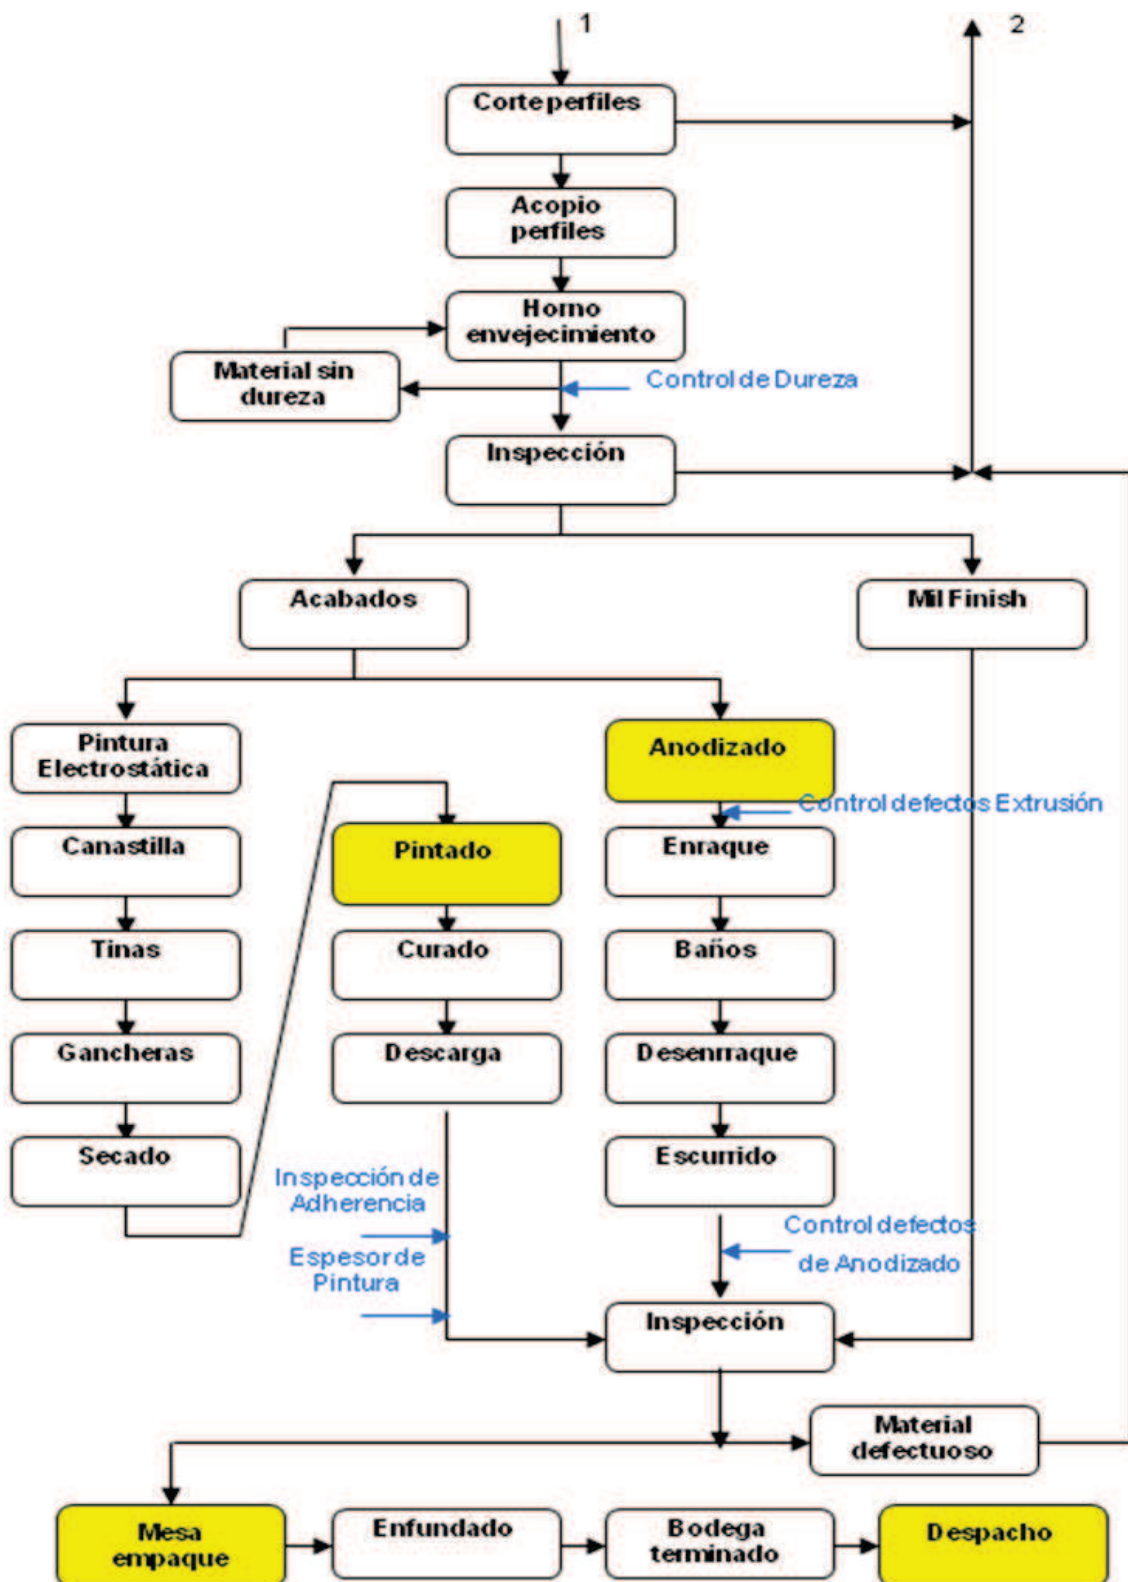 1
2
Corte perfiles
Acopio
perfiles
Horno
envejecimiento
Material sin
dureza
Control de Dureza
Inspección
Acabados
Mil Finish
Pintura
Electrostática
Anodizado
Control defectos Extrusión
Canastilla
Pintado
Enraque
Tinas
Curado
Baños
Gancheras
Descarga
Desenrraque
Secado
Escurrido
Inspección de
Adherencia
Espesor de
Pintura
Control defectos
de Anodizado
Inspección
Material
defectuoso
Mesa
empaque
Enfundado
Bodega
terminado
Despacho